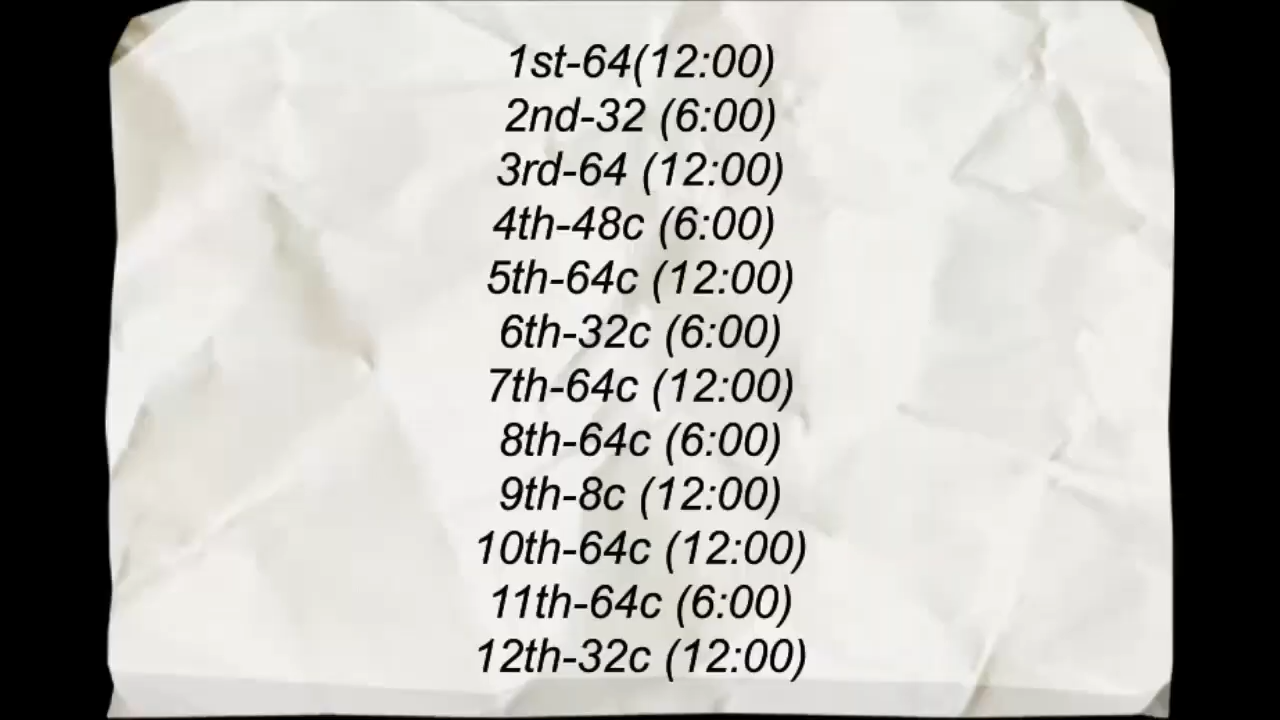 1st-64(12:00)
2nd-32 (6:00)
3rd-64 (12:00)
4th-48c (6:00)
5th-64c (12:00)
6th-32c (6:00)
7th-64c (12:00)
8th-64c (6:00)
9th-8c (12:00)
10th-64c (12:00)
11th-64c (6:00)
12th-32c (12:00)